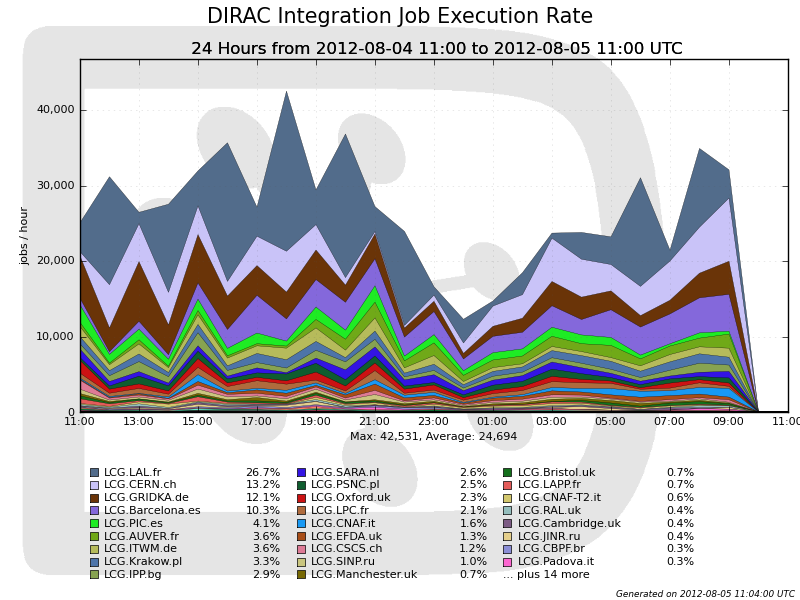 DIRAC Integration Job Execution Rate
24 Hours from 2012-08-04 11:00 to 2012-08-05 11:00 UTC
jobs / hour
40,000
30,000
20,000
10,000
0
11:00 13:00 15:00 17:00 19:00 21:00 23:00 01:00 03:00 05:00 07:00 09:00 11:00
Max: 42,531, Average: 24,694
LCG.LAL.fr 26.7% LCG.SARA.nl 2.6% LCG.Bristol.uk 0.7%
LCG.CERN.ch 13.2% LCG.PSNC.pl 2.5% LCG.LAPP.fr 0.7%
LCG.GRIDKA.de 12.1% LCG.Oxford.uk 2.3% LCG.CNAF-T2.it 0.6%
LCG.Barcelona.es 10.3% LCG.LPC.fr 2.1% LCG.RAL.uk 0.4%
LCG.PIC.es 4.1% LCG.CNAF.it 1.6% LCG.Cambridge.uk 0.4%
LCG.AUVER.fr 3.6% LCG.EFDA.uk 1.3% LCG.JINR.ru 0.4%
LCG.ITWM.de 3.6% LCG.CSCS.ch 1.2% LCG.CBPF.br 0.3%
LCG.Krakow.pl 3.3% LCG.SINP.ru 1.0% LCG.Padova.it 0.3%
LCG.IPP.bg 2.9% LCG.Manchester.uk 0.7% ... plus 14 more
Generated on 2012-08-05 11:04:00 UTC